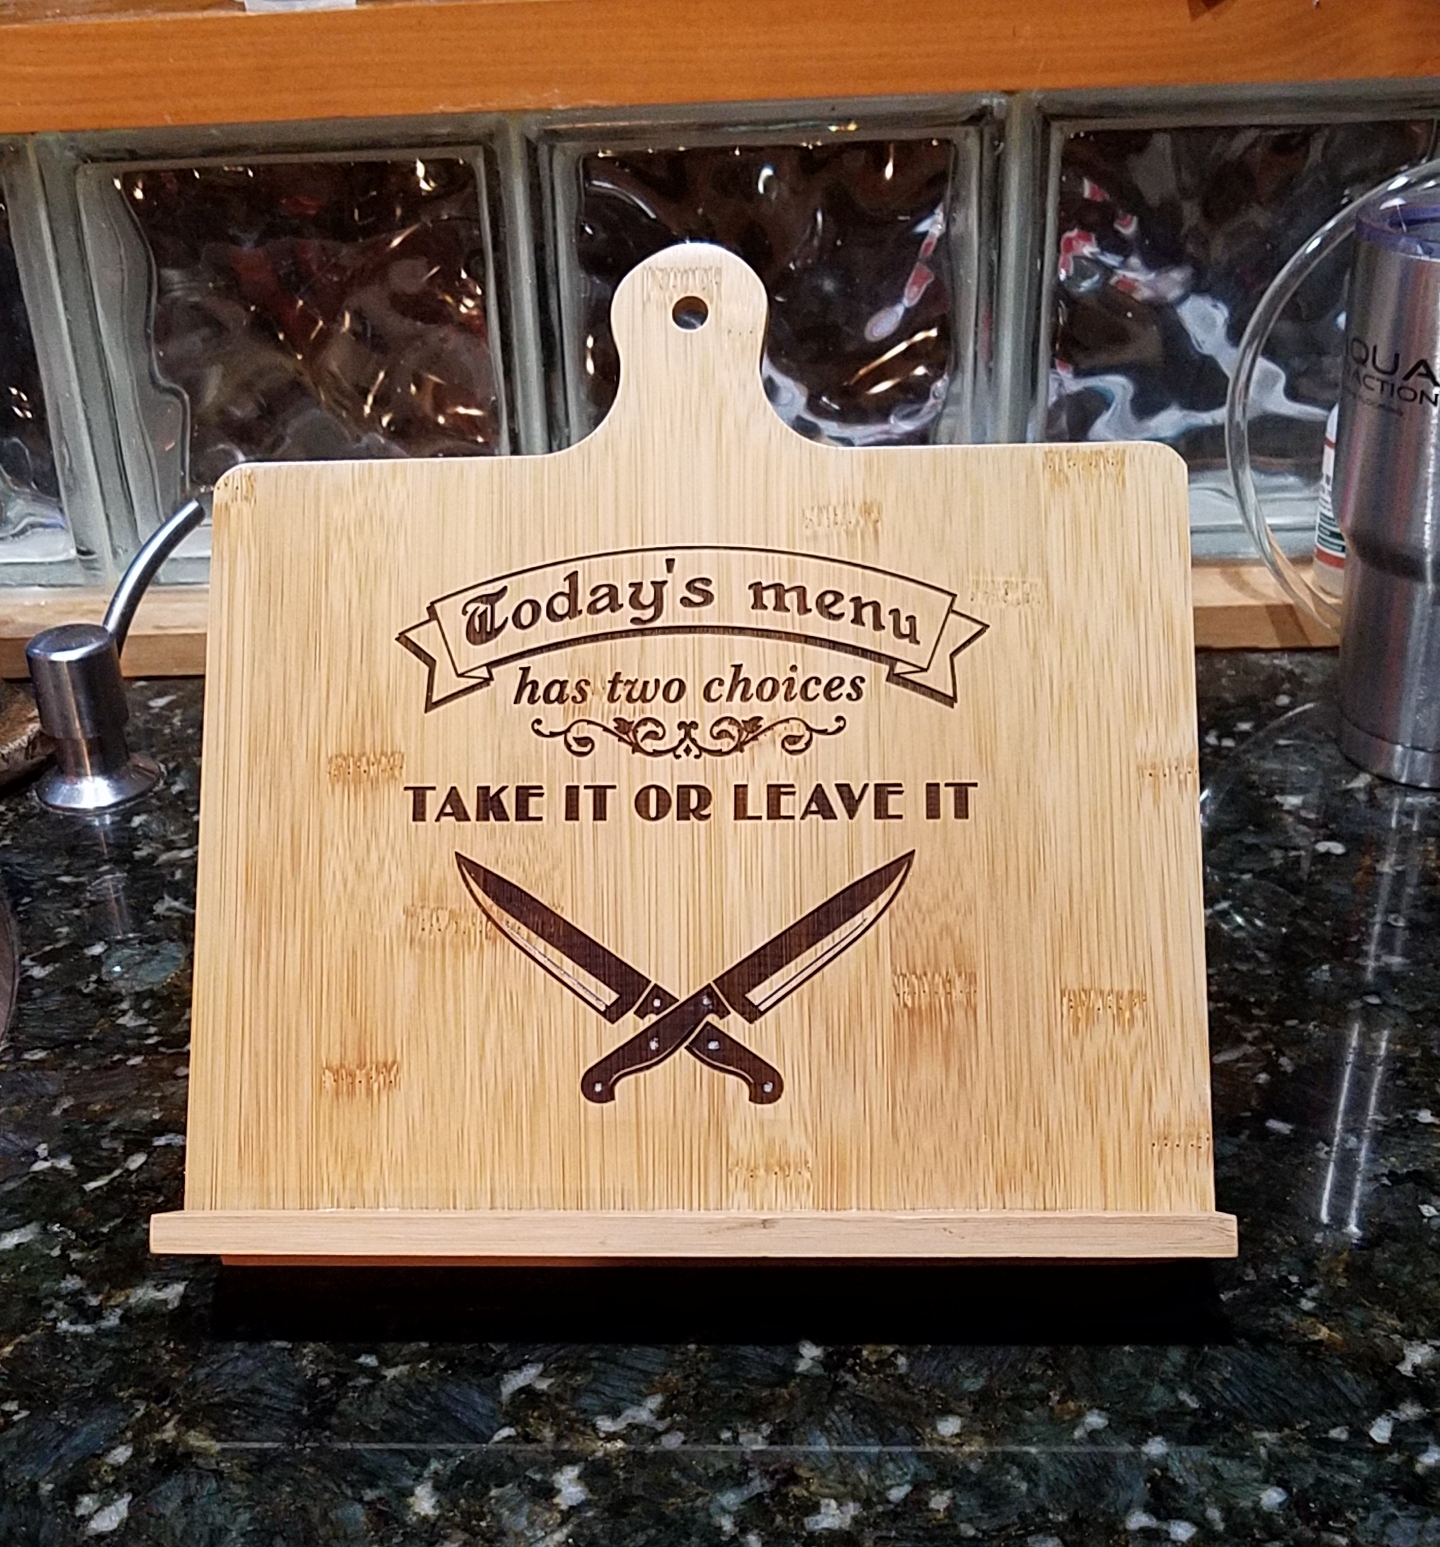 Today's menu
has two choices
TAKE IT OR LEAVE IT